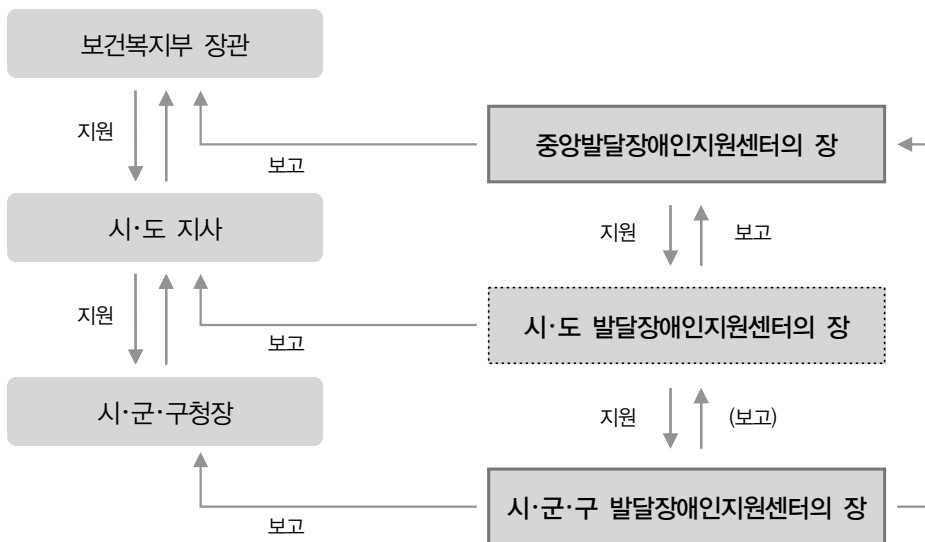 보건복지부 장관
지원
보고
중앙발달장애인지원센터의 장
시·도 지사
지원
보고
지원
보고
시·도 발달장애인지원센터의 장
시·군·구청장
지원
(보고)
보고
시·군·구 발달장애인지원센터의 장